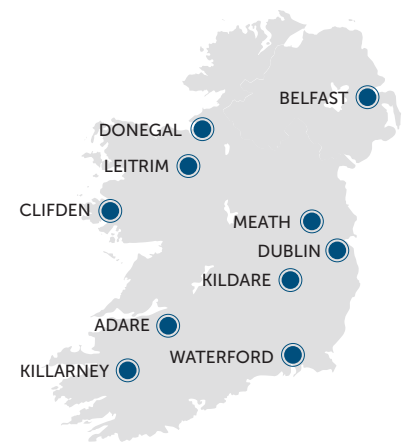 BELFAST
DONEGAL
LEITRIM
CLIFDEN
MEATH
DUBLIN
KILDARE
ADARE
WATERFORD
KILLARNEY